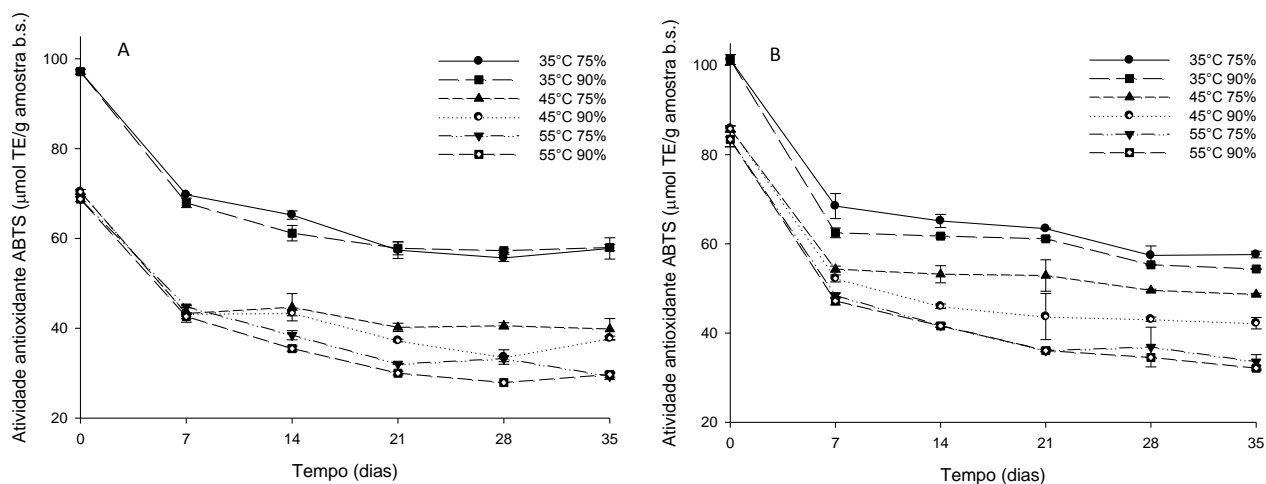 A
Atividade antioxidante ABTS (μmol TE/g amostra b.s.)
100
80
60
40
20
35°C 75%
35°C 90%
45°C 75%
45°C 90%
55°C 75%
55°C 90%
0 7 14 21 28 35
Tempo (dias)
B
Atividade antioxidante ABTS (μmol TE/g amostra b.s.)
100
80
60
40
20
35°C 75%
35°C 90%
45°C 75%
45°C 90%
55°C 75%
55°C 90%
0 7 14 21 28 35
Tempo (dias)